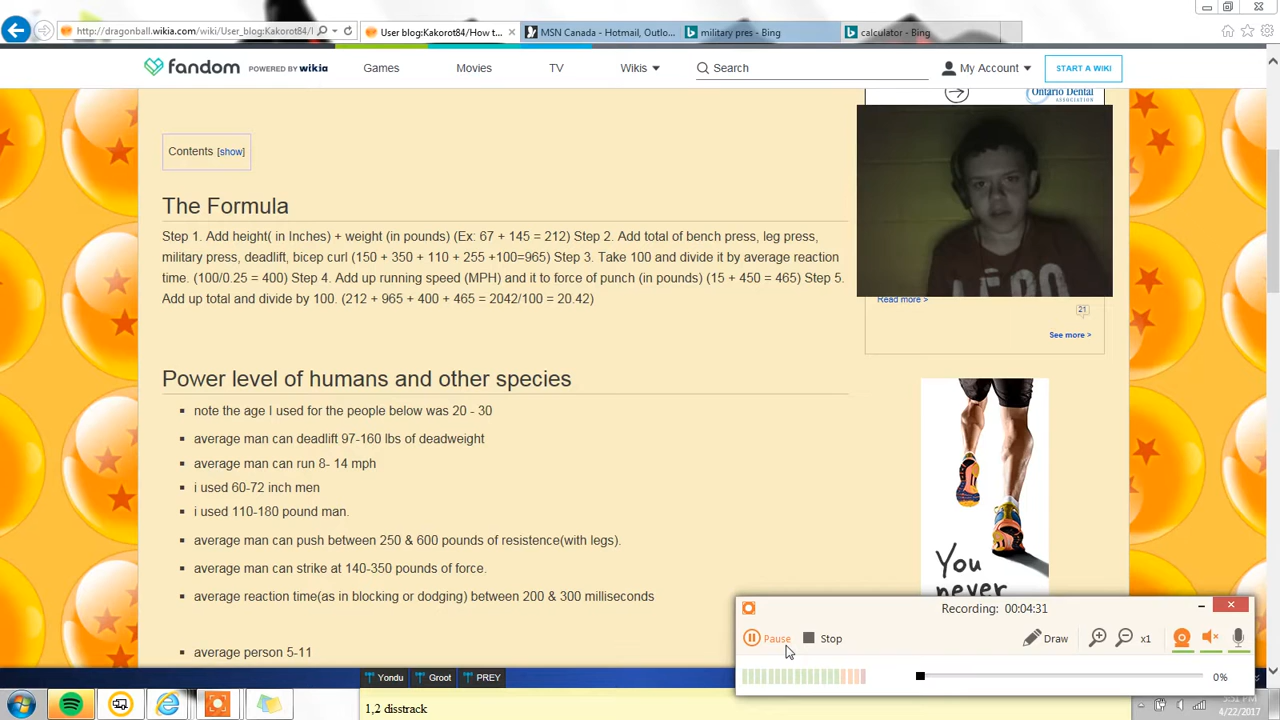 http://dragonball.wikia.com/wiki/User_blog:Kakorot84/I
User blog:Kakorot84/How t...
MSN Canada - Hotmail, Outlo...
military pres - Bing
calculator - Bing
fandom POWERED BY wikia
Games
Movies
TV
Wikis
Search
My Account
START A WIKI
Ontario Dental
ASSOCIATION
Contents [show]
The Formula
Step 1. Add height( in Inches) + weight (in pounds) (Ex: 67 + 145 = 212) Step 2. Add total of bench press, leg press,
military press, deadlift, bicep curl (150 + 350 + 110 + 255 +100=965) Step 3. Take 100 and divide it by average reaction
time. (100/0.25 = 400) Step 4. Add up running speed (MPH) and it to force of punch (in pounds) (15 + 450 = 465) Step 5.
Add up total and divide by 100. (212 + 965 + 400 + 465 = 2042/100 = 20.42)
Read more >
21
See more >
Power level of humans and other species
note the age I used for the people below was 20 - 30
average man can deadlift 97-160 lbs of deadweight
average man can run 8- 14 mph
i used 60-72 inch men
i used 110-180 pound man.
average man can push between 250 & 600 pounds of resistence(with legs).
average man can strike at 140-350 pounds of force.
average reaction time(as in blocking or dodging) between 200 & 300 milliseconds
average person 5-11
You
never
Recording: 00:04:31
Pause
Stop
Draw
x1
0%
Yondu
Groot
PREY
1,2 disstrack
4/22/2017